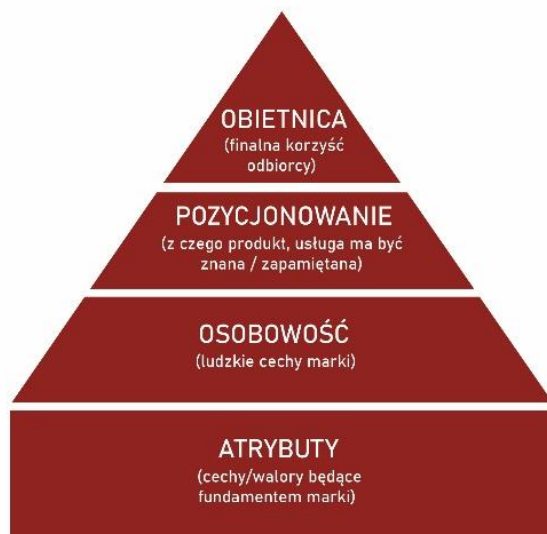 OBIETNICA
(finalna korzyść
odbiorcy)
POZYCJONOWANIE
(z czego produkt, usługa ma być
znana / zapamiętana)
OSOBOWOŚĆ
(ludzkie cechy marki)
ATRYBUTY
(cechy/walory będące
fundamentem marki)